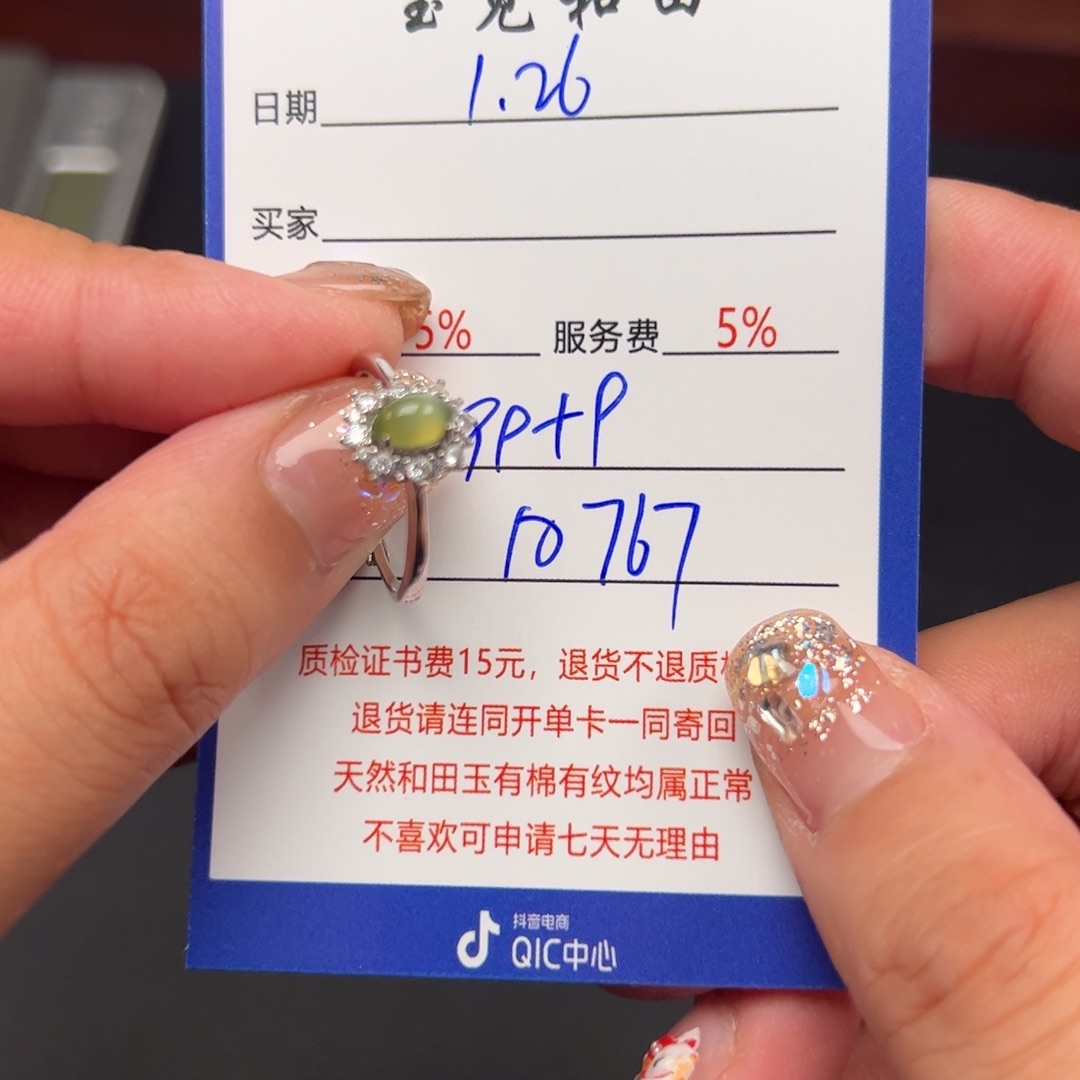 日期 1.26
买家
5% 服务费 5%
PP+P
10767
质检证书费15元，退货不退质
退货请连同开单卡一同寄回
天然和田玉有棉有纹均属正常
不喜欢可申请七天无理由
抖音电商
QIC中心